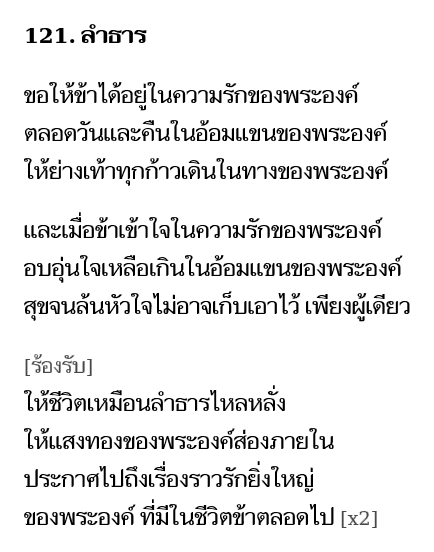 121. ลำธาร
ขอให้ข้าได้อยู่ในความรักของพระองค์
ตลอดวันและคืนในอ้อมแขนของพระองค์
ให้ย่างเท้าทุกก้าวเดินในทางของพระองค์
และเมื่อข้าเข้าใจในความรักของพระองค์
อบอุ่นใจเหลือเกินในอ้อมแขนของพระองค์
สุขจนล้นหัวใจไม่อาจเก็บเอาไว้ เพียงผู้เดียว
[ร้องรับ]
ให้ชีวิตเหมือนลำธารไหลหลั่ง
ให้แสงทองของพระองค์ส่องภายใน
ประกาศไปถึงเรื่องราวรักยิ่งใหญ่
ของพระองค์ ที่มีในชีวิตข้าตลอดไป [x2]